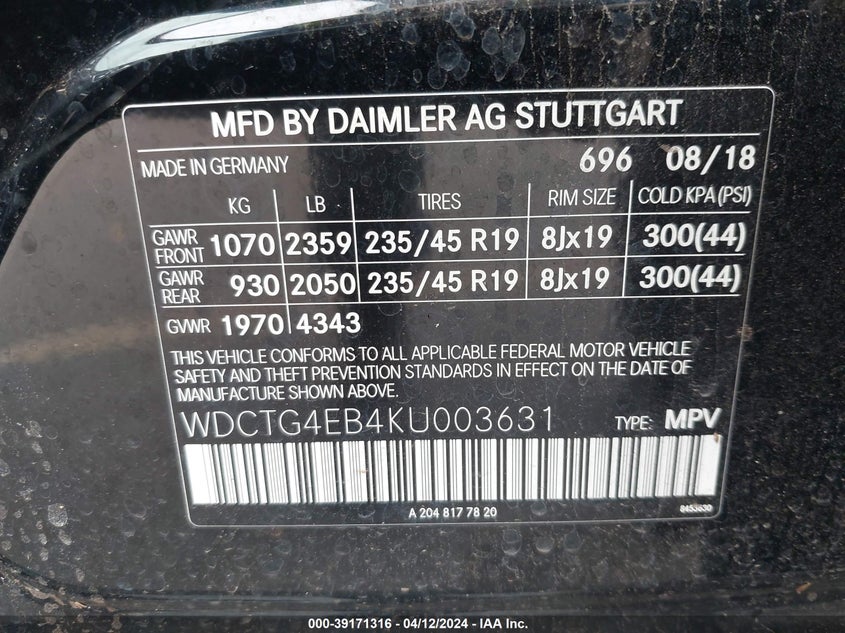 MFD BY DAIMLER AG STUTTGART
MADE IN GERMANY 696 08/18
KG LB TIRES RIM SIZE COLD KPA (PSI)
GAWR FRONT 1070 2359 235/45 R19 8Jx19 300(44)
GAWR REAR 930 2050 235/45 R19 8Jx19 300(44)
GVWR 1970 4343
THIS VEHICLE CONFORMS TO ALL APPLICABLE FEDERAL MOTOR VEHICLE
SAFETY AND THEFT PREVENTION STANDARDS IN EFFECT ON THE DATE OF
MANUFACTURE SHOWN ABOVE.
WDCTG4EB4KU003631 TYPE: MPV
A 204 817 78 20 8453630
000-39171316 - 04/12/2024 - IAA Inc.